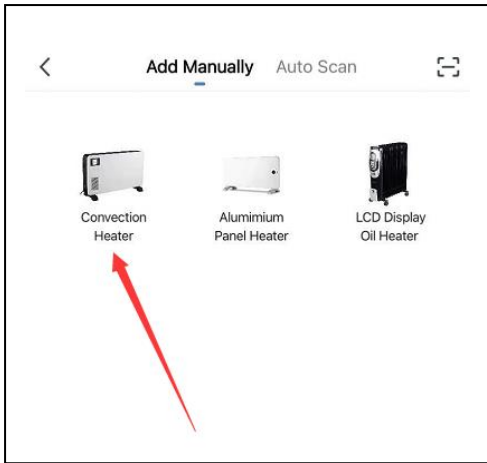 Add Manually Auto Scan
Convection
Heater
Alumimium
Panel Heater
LCD Display
Oil Heater